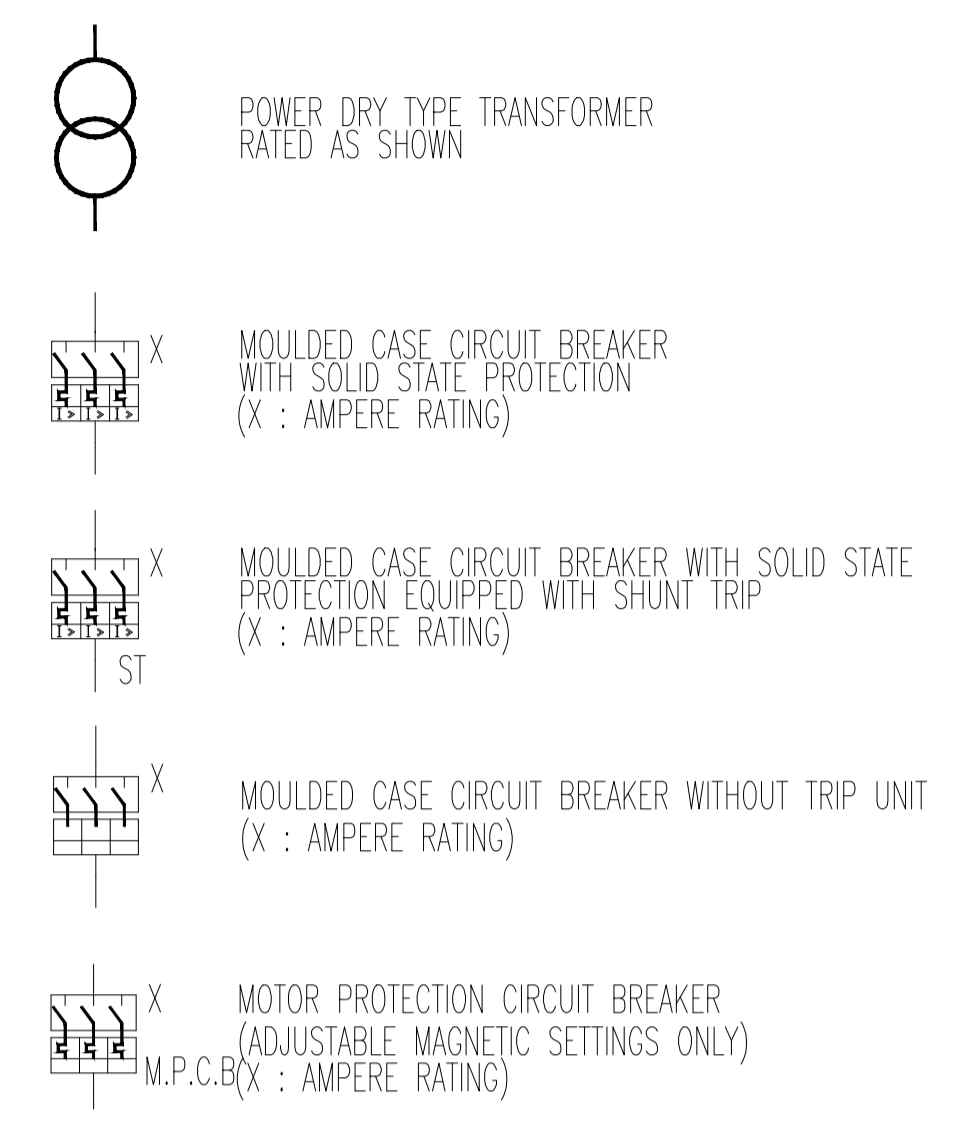 POWER DRY TYPE TRANSFORMER
RATED AS SHOWN
X
MOULDED CASE CIRCUIT BREAKER
WITH SOLID STATE PROTECTION
(X : AMPERE RATING)
I> I> I>
X
MOULDED CASE CIRCUIT BREAKER WITH SOLID STATE
PROTECTION EQUIPPED WITH SHUNT TRIP
(X : AMPERE RATING)
I> I> I>
ST
X
MOULDED CASE CIRCUIT BREAKER WITHOUT TRIP UNIT
(X : AMPERE RATING)
X
MOTOR PROTECTION CIRCUIT BREAKER
(ADJUSTABLE MAGNETIC SETTINGS ONLY)
M.P.C.B
(X : AMPERE RATING)